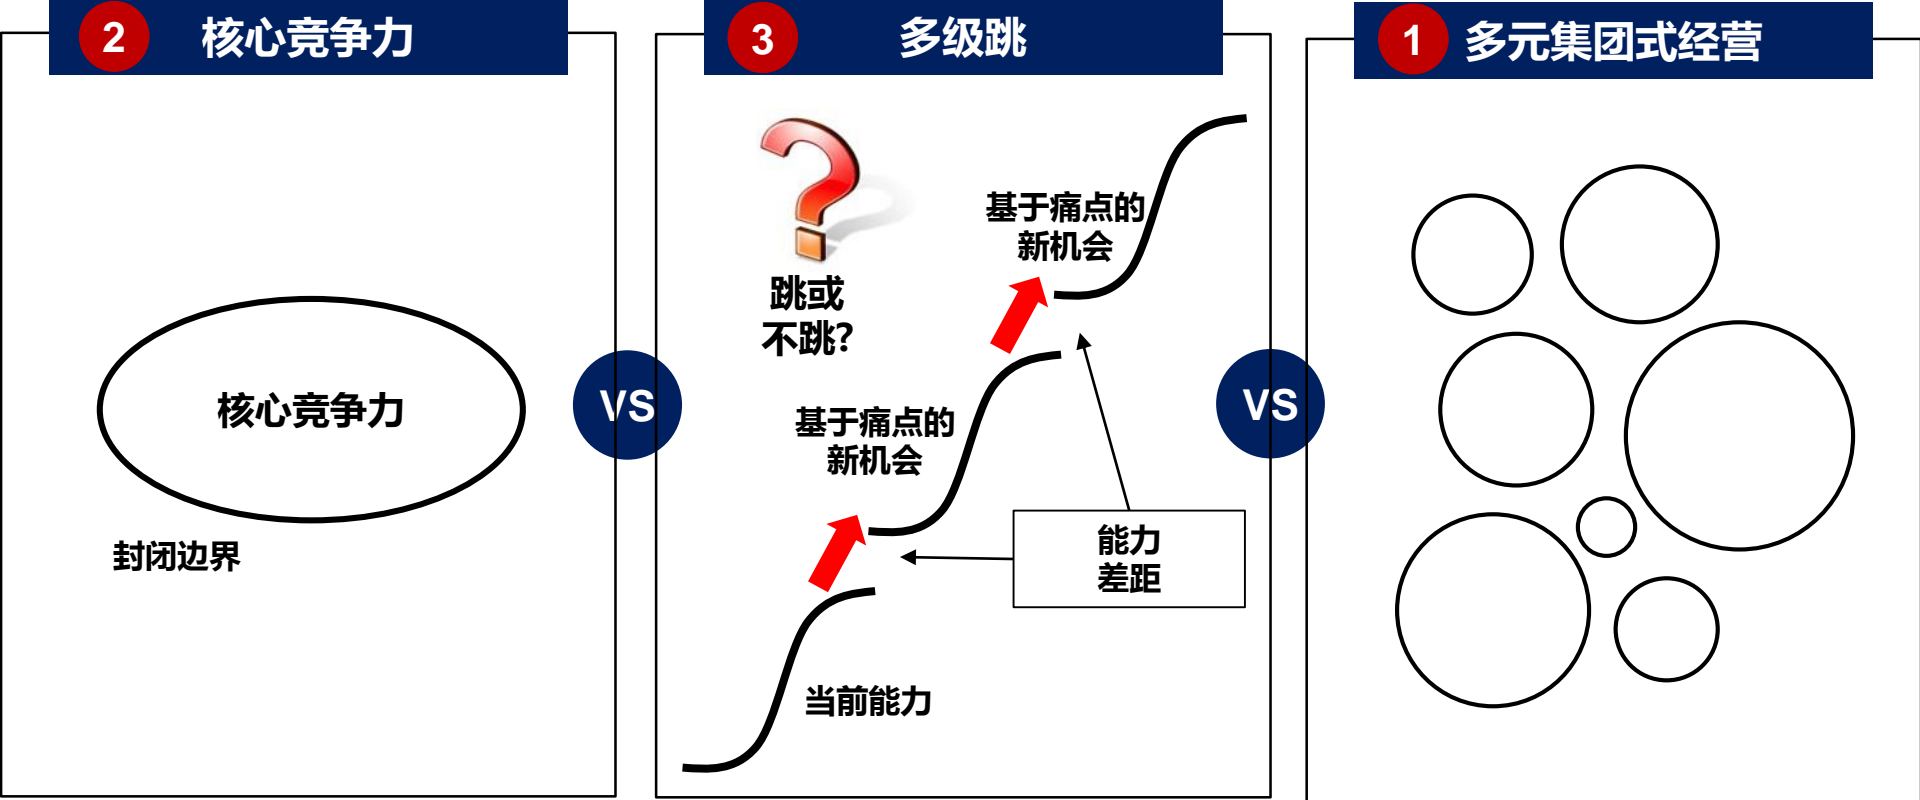 2
核心竞争力
核心竞争力
封闭边界
VS
3
多级跳
跳或
不跳?
基于痛点的
新机会
基于痛点的
新机会
能力
差距
当前能力
VS
1
多元集团式经营